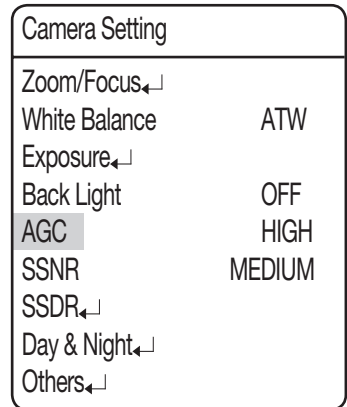 Camera Setting
Zoom/Focus↵
White Balance ATW
Exposure↵
Back Light OFF
AGC HIGH
SSNR MEDIUM
SSDR↵
Day & Night↵
Others↵